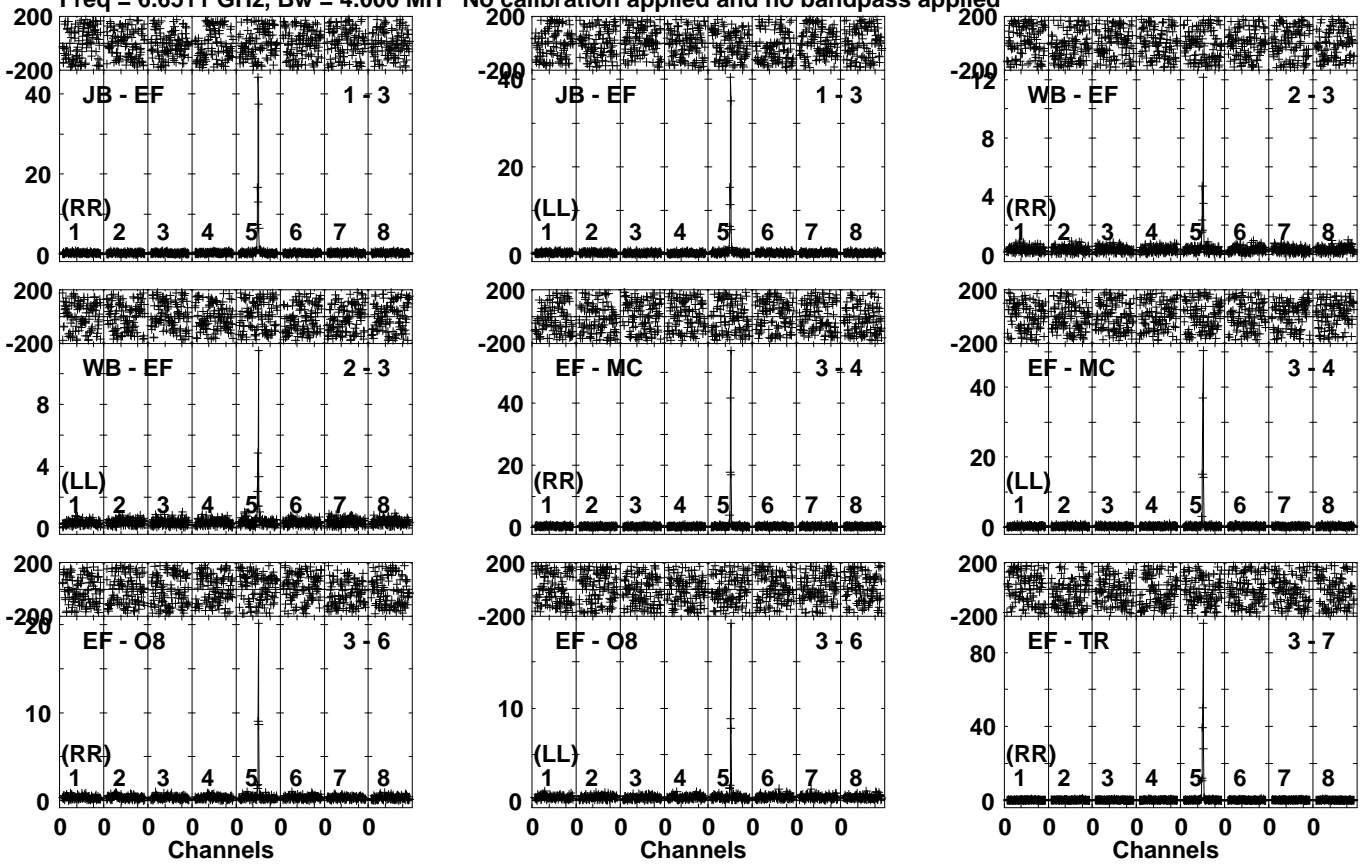 Freq = 6.6511 GHz, Bw = 4.000 MH No calibration applied and no bandpass applied
200
-200
JB - EF 1 - 3
40
20
0
(RR)
1 2 3 4 5 6 7 8
200
-200
JB - EF 1 - 3
40
20
0
(LL)
1 2 3 4 5 6 7 8
200
-200
WB - EF 2 - 3
12
8
4
0
(RR)
1 2 3 4 5 6 7 8
200
-200
WB - EF 2 - 3
8
4
0
(LL)
1 2 3 4 5 6 7 8
200
-200
EF - MC 3 - 4
40
20
0
(RR)
1 2 3 4 5 6 7 8
200
-200
EF - MC 3 - 4
40
20
0
(LL)
1 2 3 4 5 6 7 8
200
-200
EF - O8 3 - 6
20
10
0
(RR)
1 2 3 4 5 6 7 8
0 0 0 0 0 0 0 0
Channels
200
-200
EF - O8 3 - 6
10
0
(LL)
1 2 3 4 5 6 7 8
0 0 0 0 0 0 0 0
Channels
200
-200
EF - TR 3 - 7
80
40
0
(RR)
1 2 3 4 5 6 7 8
0 0 0 0 0 0 0 0
Channels